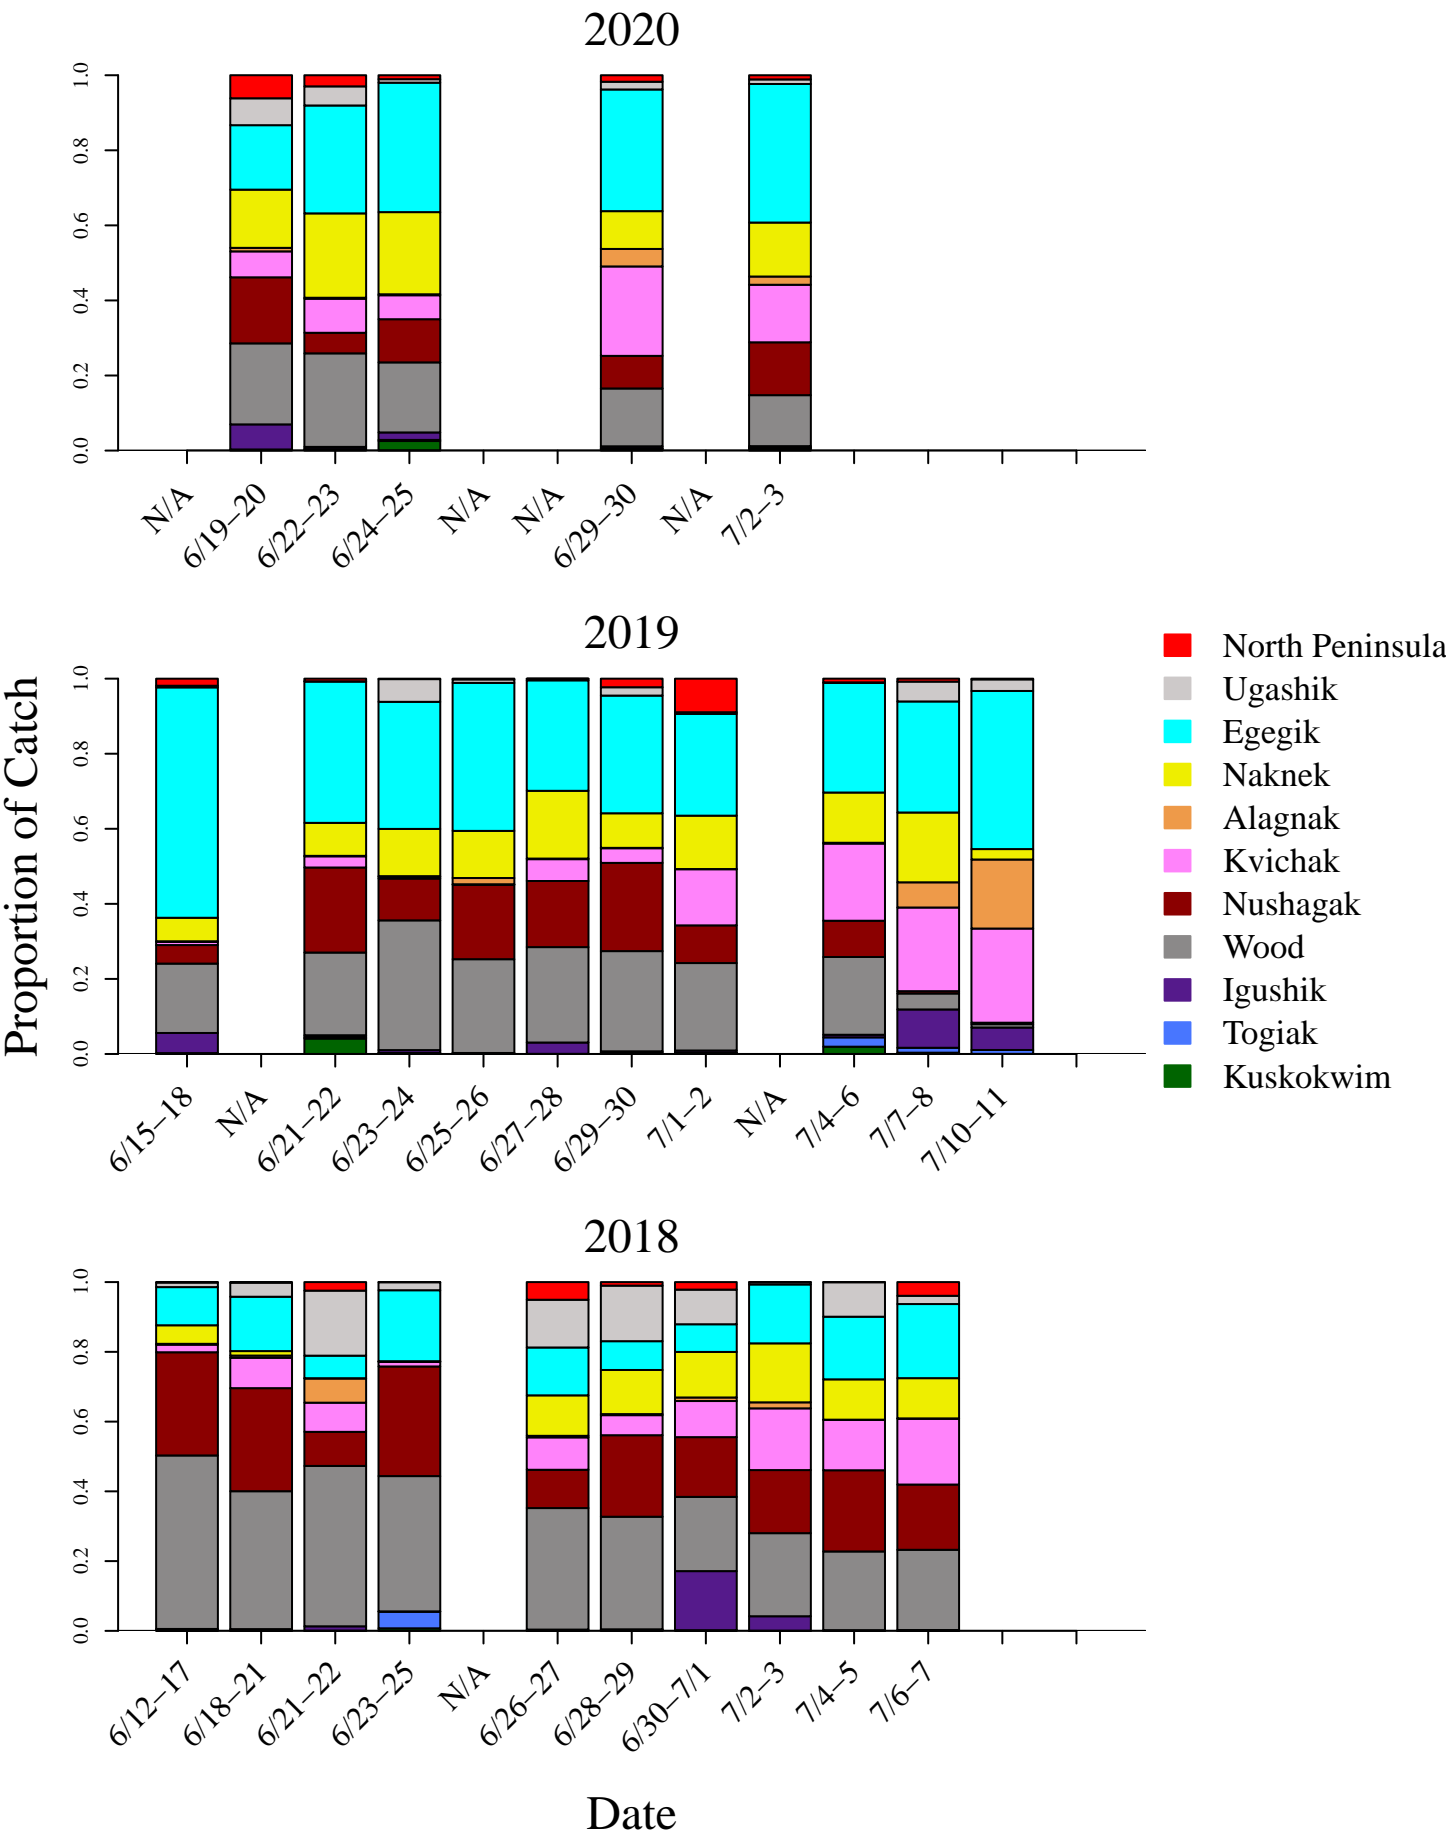 2020
1.0
0.8
0.6
0.4
0.2
0.0
N/A
6/19–20
6/22–23
6/24–25
N/A
N/A
6/29–30
N/A
7/2–3
Proportion of Catch
2019
1.0
0.8
0.6
0.4
0.2
0.0
6/15–18
N/A
6/21–22
6/23–24
6/25–26
6/27–28
6/29–30
7/1–2
N/A
7/4–6
7/7–8
7/10–11
North Peninsula
Ugashik
Egegik
Naknek
Alagnak
Kvichak
Nushagak
Wood
Igushik
Togiak
Kuskokwim
2018
1.0
0.8
0.6
0.4
0.2
0.0
6/12–17
6/18–21
6/21–22
6/23–25
N/A
6/26–27
6/28–29
6/30–7/1
7/2–3
7/4–5
7/6–7
Date